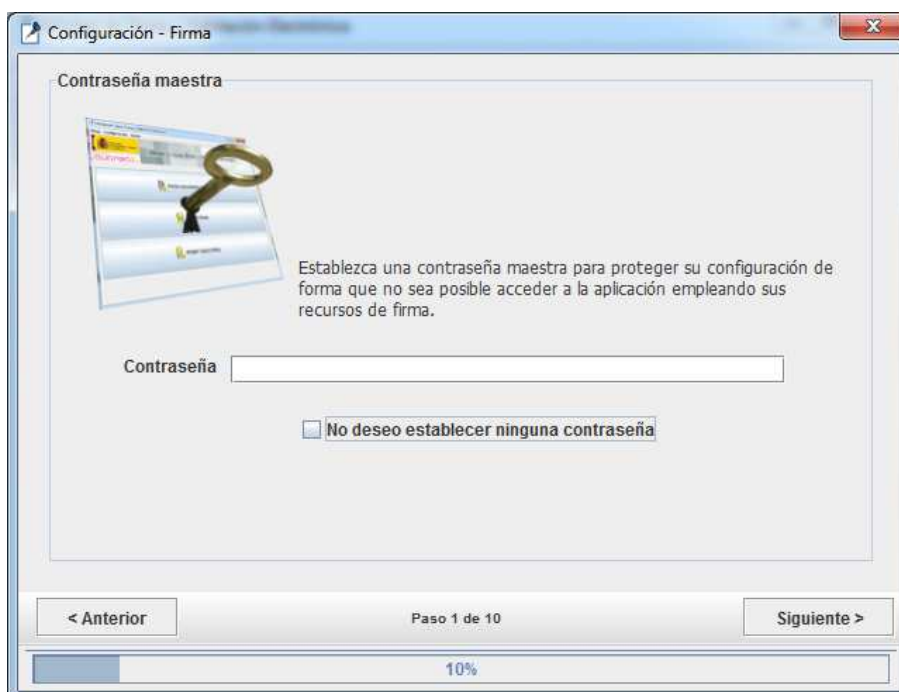 Configuración - Firma
Contraseña maestra
Establezca una contraseña maestra para proteger su configuración de
forma que no sea posible acceder a la aplicación empleando sus
recursos de firma.
Contraseña
No deseo establecer ninguna contraseña
< Anterior
Paso 1 de 10
Siguiente >
10%